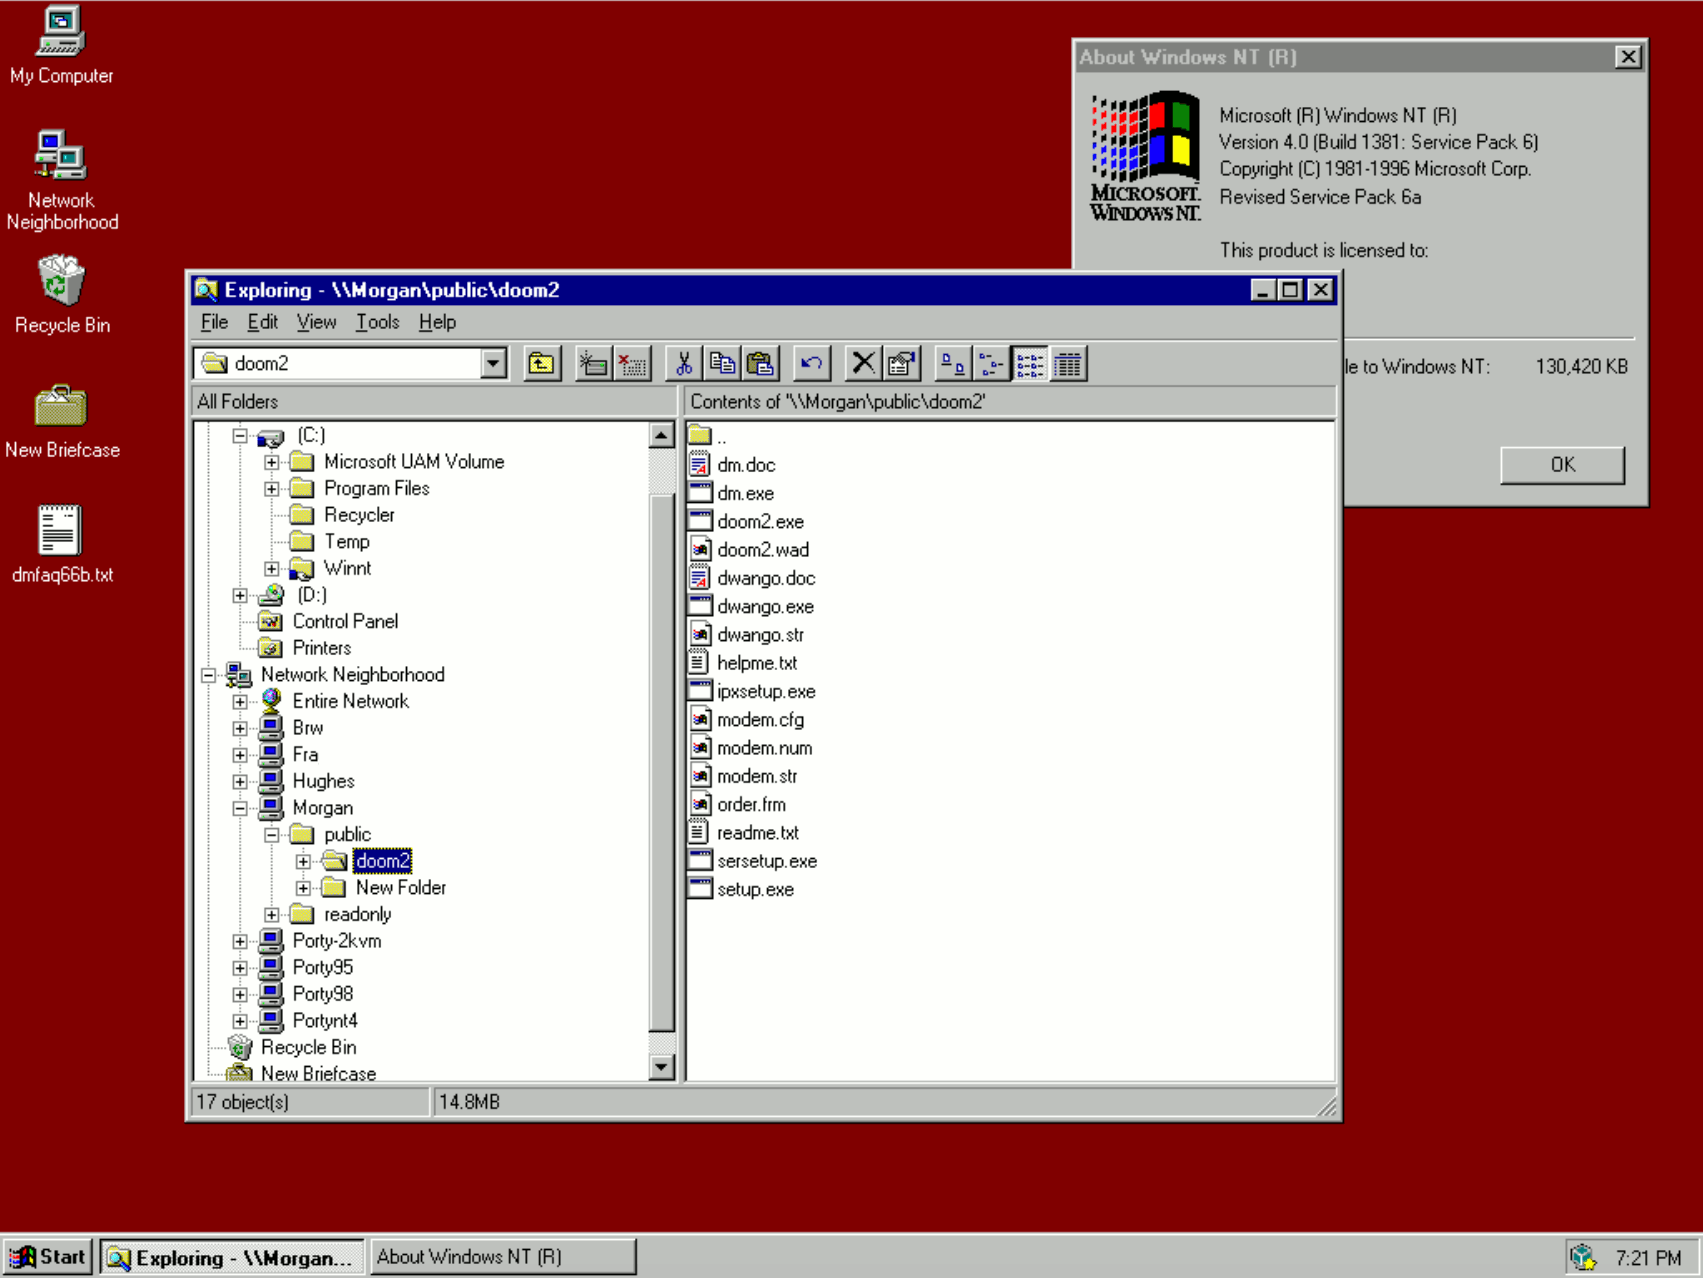 My Computer
Network
Neighborhood
Recycle Bin
New Briefcase
dmfaq66b.txt
About Windows NT (R)
MICROSOFT.
WINDOWS NT.
Microsoft (R) Windows NT (R)
Version 4.0 (Build 1381: Service Pack 6)
Copyright (C) 1981-1996 Microsoft Corp.
Revised Service Pack 6a
This product is licensed to:
le to Windows NT: 130,420 KB
OK
Exploring - \\Morgan\public\doom2
File Edit View Tools Help
doom2
All Folders
(C:)
Microsoft UAM Volume
Program Files
Recycler
Temp
Winnt
(D:)
Control Panel
Printers
Network Neighborhood
Entire Network
Brw
Fra
Hughes
Morgan
public
doom2
New Folder
readonly
Porty-2kvm
Porty95
Porty98
Portynt4
Recycle Bin
New Briefcase
Contents of '\\Morgan\public\doom2'
..
dm.doc
dm.exe
doom2.exe
doom2.wad
dwango.doc
dwango.exe
dwango.str
helpme.txt
ipxsetup.exe
modem.cfg
modem.num
modem.str
order.frm
readme.txt
sersetup.exe
setup.exe
17 object(s) 14.8MB
Start Exploring - \\Morgan... About Windows NT (R) 7:21 PM